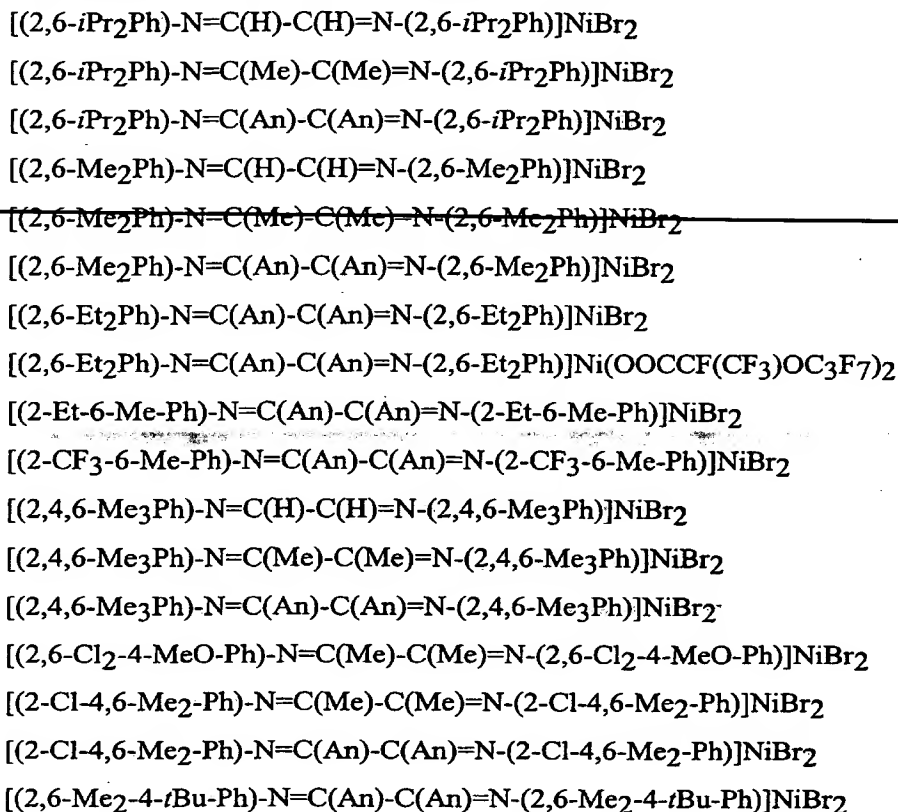 [(2,6-iPr2Ph)-N=C(H)-C(H)=N-(2,6-iPr2Ph)]NiBr2
[(2,6-iPr2Ph)-N=C(Me)-C(Me)=N-(2,6-iPr2Ph)]NiBr2
[(2,6-iPr2Ph)-N=C(An)-C(An)=N-(2,6-iPr2Ph)]NiBr2
[(2,6-Me2Ph)-N=C(H)-C(H)=N-(2,6-Me2Ph)]NiBr2
[(2,6-Me2Ph)-N=C(Me)-C(Me)=N-(2,6-Me2Ph)]NiBr2
[(2,6-Me2Ph)-N=C(An)-C(An)=N-(2,6-Me2Ph)]NiBr2
[(2,6-Et2Ph)-N=C(An)-C(An)=N-(2,6-Et2Ph)]NiBr2
[(2,6-Et2Ph)-N=C(An)-C(An)=N-(2,6-Et2Ph)]Ni(OOCCF(CF3)OC3F7)2
[(2-Et-6-Me-Ph)-N=C(An)-C(An)=N-(2-Et-6-Me-Ph)]NiBr2
[(2-CF3-6-Me-Ph)-N=C(An)-C(An)=N-(2-CF3-6-Me-Ph)]NiBr2
[(2,4,6-Me3Ph)-N=C(H)-C(H)=N-(2,4,6-Me3Ph)]NiBr2
[(2,4,6-Me3Ph)-N=C(Me)-C(Me)=N-(2,4,6-Me3Ph)]NiBr2
[(2,4,6-Me3Ph)-N=C(An)-C(An)=N-(2,4,6-Me3Ph)]NiBr2
[(2,6-Cl2-4-MeO-Ph)-N=C(Me)-C(Me)=N-(2,6-Cl2-4-MeO-Ph)]NiBr2
[(2-Cl-4,6-Me2-Ph)-N=C(Me)-C(Me)=N-(2-Cl-4,6-Me2-Ph)]NiBr2
[(2-Cl-4,6-Me2-Ph)-N=C(An)-C(An)=N-(2-Cl-4,6-Me2-Ph)]NiBr2
[(2,6-Me2-4-tBu-Ph)-N=C(An)-C(An)=N-(2,6-Me2-4-tBu-Ph)]NiBr2